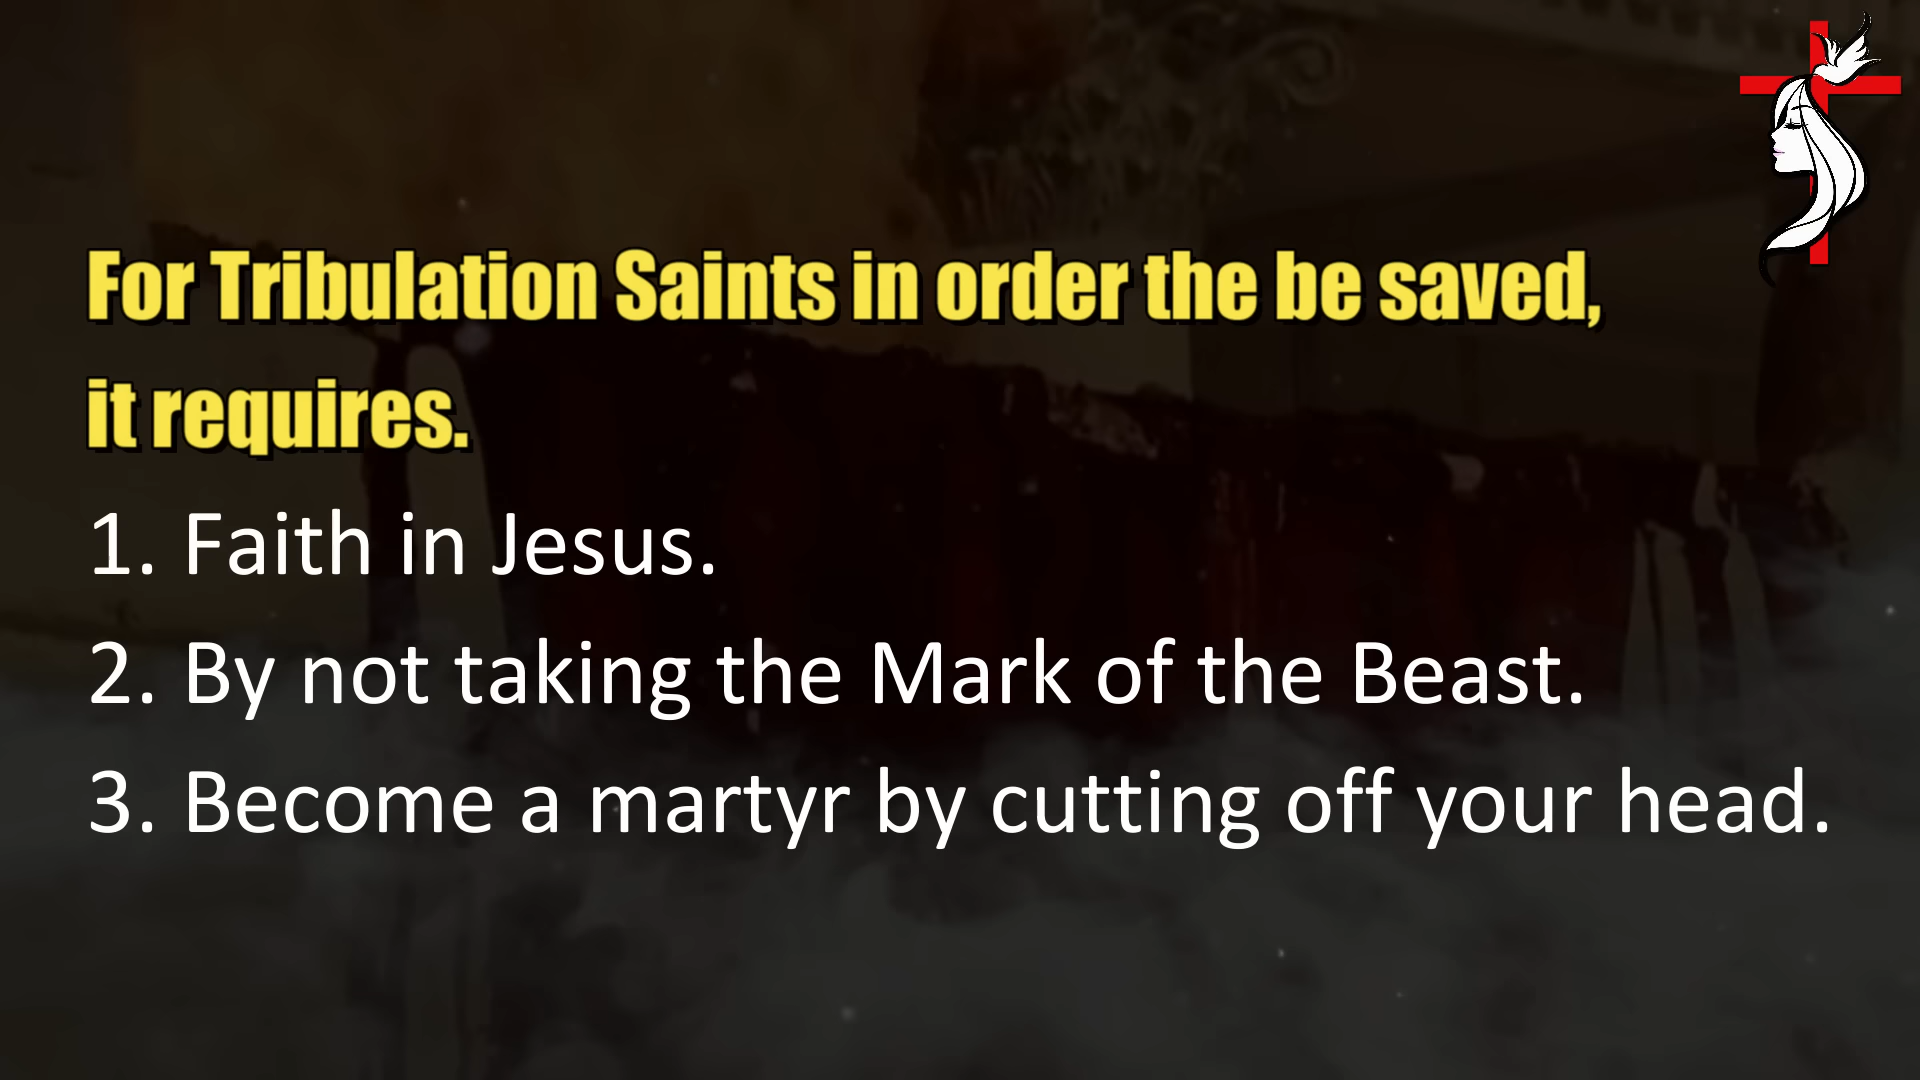 For Tribulation Saints in order the be saved,
it requires.
1. Faith in Jesus.
2. By not taking the Mark of the Beast.
3. Become a martyr by cutting off your head.